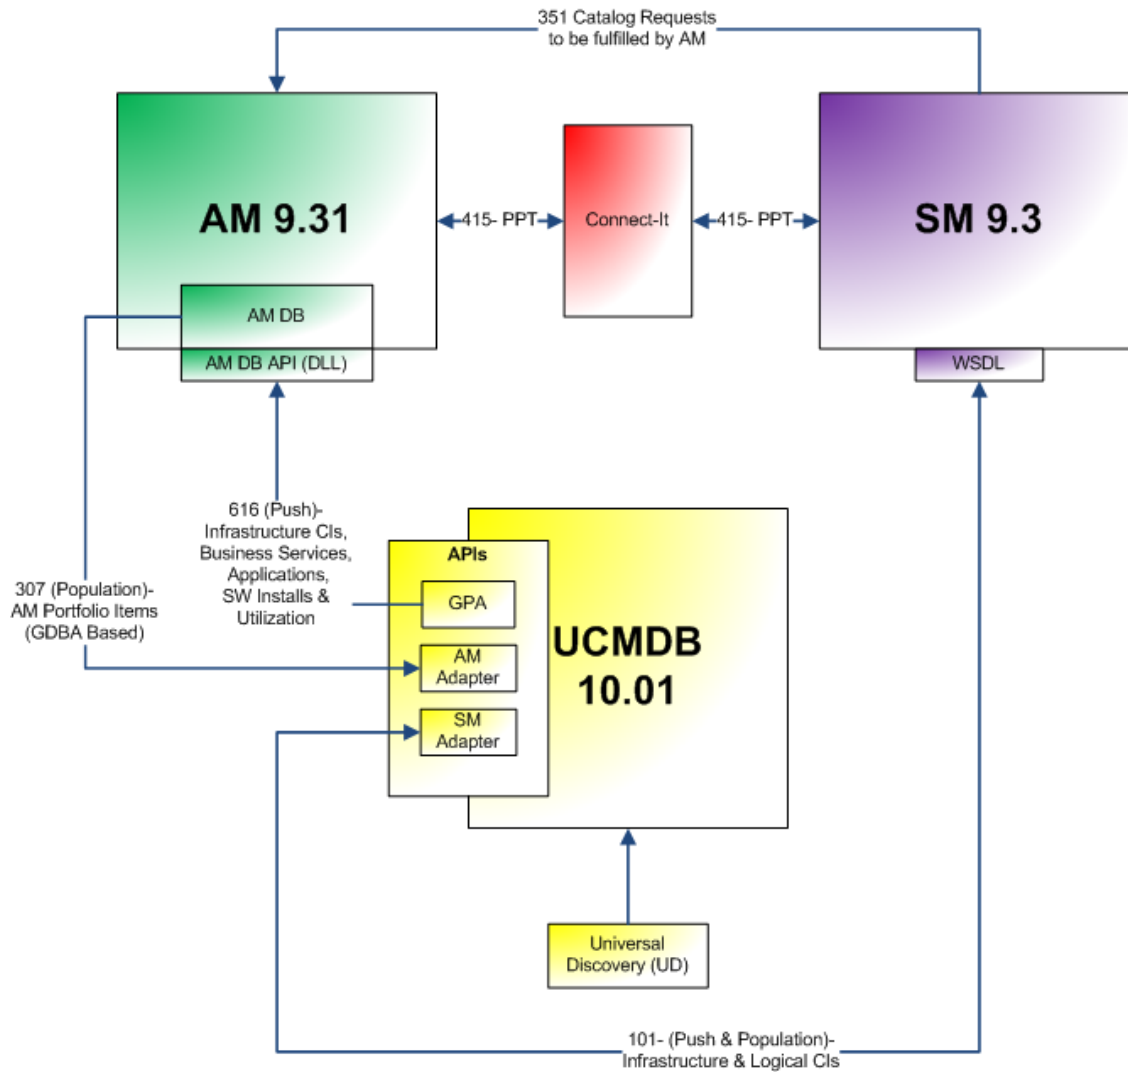 351 Catalog Requests
to be fulfilled by AM
AM 9.31
415- PPT
Connect-It
415- PPT
SM 9.3
AM DB
AM DB API (DLL)
WSDL
616 (Push)-
Infrastructure CIs,
Business Services,
Applications,
SW Installs &
Utilization
307 (Population)-
AM Portfolio Items
(GDBA Based)
APIs
GPA
AM
Adapter
SM
Adapter
UCMDB
10.01
Universal
Discovery (UD)
101- (Push & Population)-
Infrastructure & Logical CIs